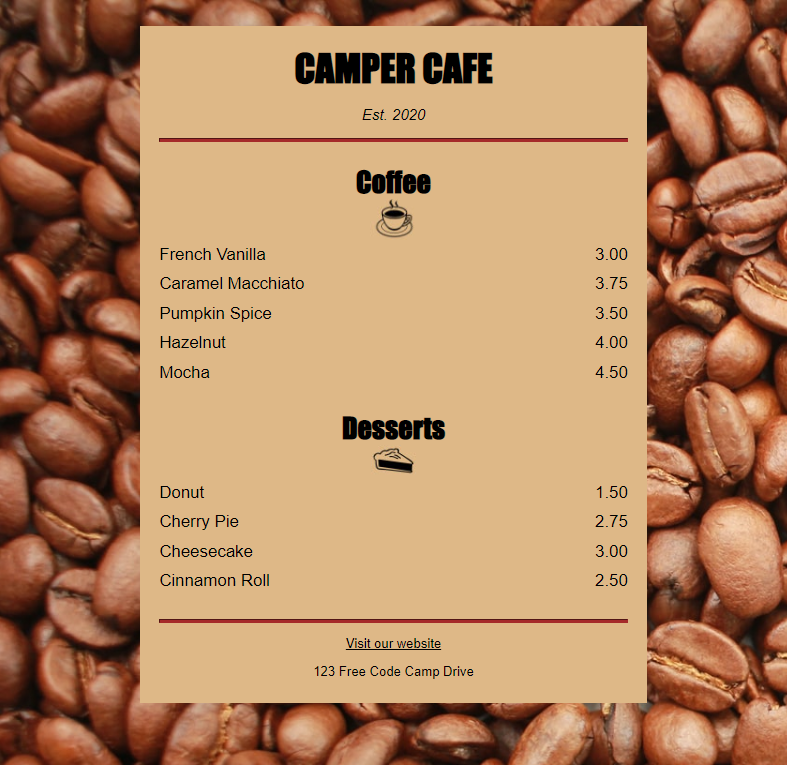 CAMPER CAFE
Est. 2020
Coffee
French Vanilla 3.00
Caramel Macchiato 3.75
Pumpkin Spice 3.50
Hazelnut 4.00
Mocha 4.50
Desserts
Donut 1.50
Cherry Pie 2.75
Cheesecake 3.00
Cinnamon Roll 2.50
Visit our website
123 Free Code Camp Drive